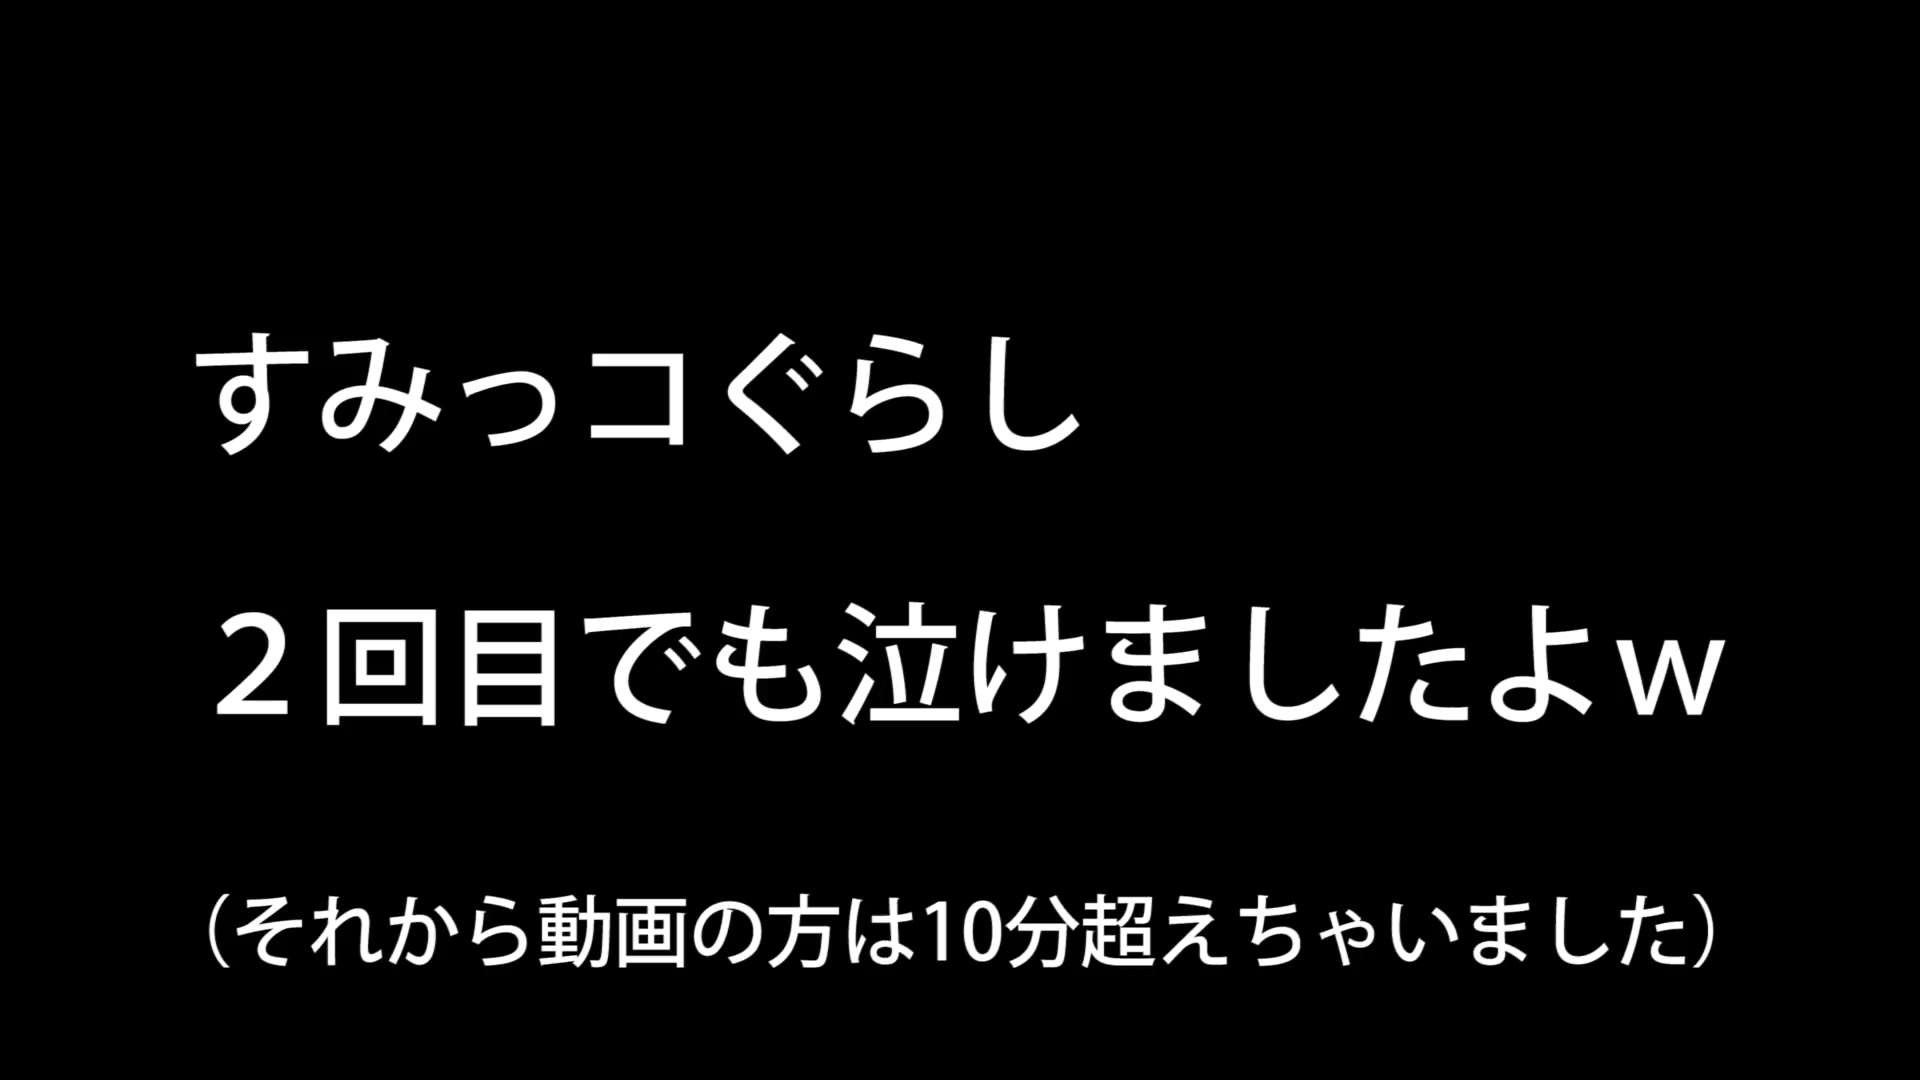 すみっコぐらし
２回目でも泣けましたよｗ
（それから動画の方は10分超えちゃいました）